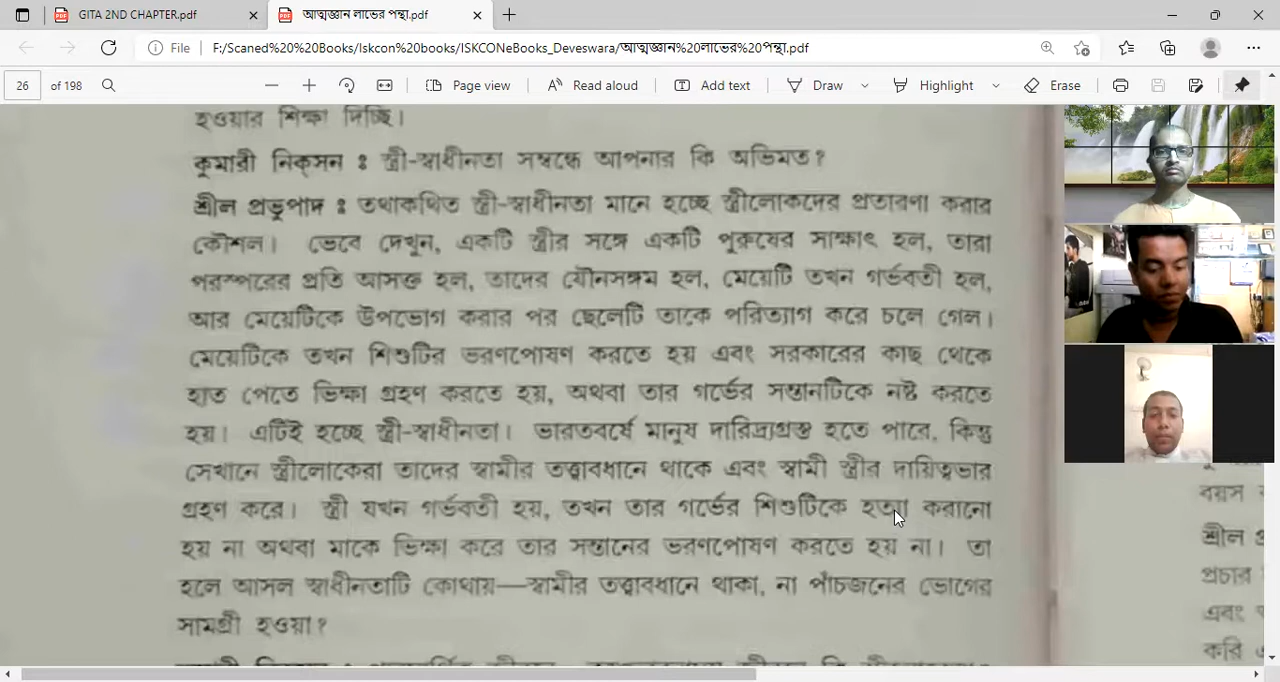 GITA 2ND CHAPTER.pdf
আত্মজ্ঞান লাভের পন্থা.pdf
File
F:/Scaned%20%20Books/Iskcon%20books/ISKCONeBooks_Deveswara/আত্মজ্ঞান%20লাভের%20পন্থা.pdf
26 of 198
Page view
Read aloud
Add text
Draw
Highlight
Erase
হওয়ার শিক্ষা দিচ্ছি।
কুমারী নিক্সন ঃ স্ত্রী-স্বাধীনতা সম্বন্ধে আপনার কি অভিমত?
শ্রীল প্রভুপাদ ঃ তথাকথিত স্ত্রী-স্বাধীনতা মানে হচ্ছে স্ত্রীলোকদের প্রতারণা করার
কৌশল। ভেবে দেখুন, একটি স্ত্রীর সঙ্গে একটি পুরুষের সাক্ষাৎ হল, তারা
পরস্পরের প্রতি আসক্ত হল, তাদের যৌনসঙ্গম হল, মেয়েটি তখন গর্ভবতী হল,
আর মেয়েটিকে উপভোগ করার পর ছেলেটি তাকে পরিত্যাগ করে চলে গেল।
মেয়েটিকে তখন শিশুটির ভরণপোষণ করতে হয় এবং সরকারের কাছ থেকে
হাত পেতে ভিক্ষা গ্রহণ করতে হয়, অথবা তার গর্ভের সন্তানটিকে নষ্ট করতে
হয়। এটিই হচ্ছে স্ত্রী-স্বাধীনতা। ভারতবর্ষে মানুষ দারিদ্র্যগ্রস্ত হতে পারে, কিন্তু
সেখানে স্ত্রীলোকেরা তাদের স্বামীর তত্ত্বাবধানে থাকে এবং স্বামী স্ত্রীর দায়িত্বভার
গ্রহণ করে। স্ত্রী যখন গর্ভবতী হয়, তখন তার গর্ভের শিশুটিকে হত্যা করানো
হয় না অথবা মাকে ভিক্ষা করে তার সন্তানের ভরণপোষণ করতে হয় না। তা
হলে আসল স্বাধীনতাটি কোথায়—স্বামীর তত্ত্বাবধানে থাকা, না পাঁচজনের ভোগের
সামগ্রী হওয়া?
বয়স
শ্রীল
প্রচার
এবং
করি